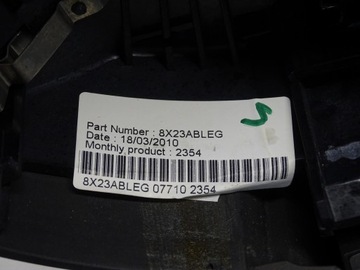 Part Number : 8X23ABLEG
Date : 18/03/2010
Monthly product : 2354
8X23ABLEG 07710 2354